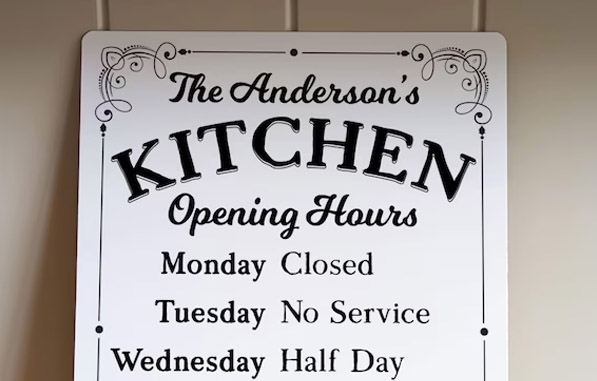 The Anderson's
KITCHEN
Opening Hours
Monday Closed
Tuesday No Service
Wednesday Half Day